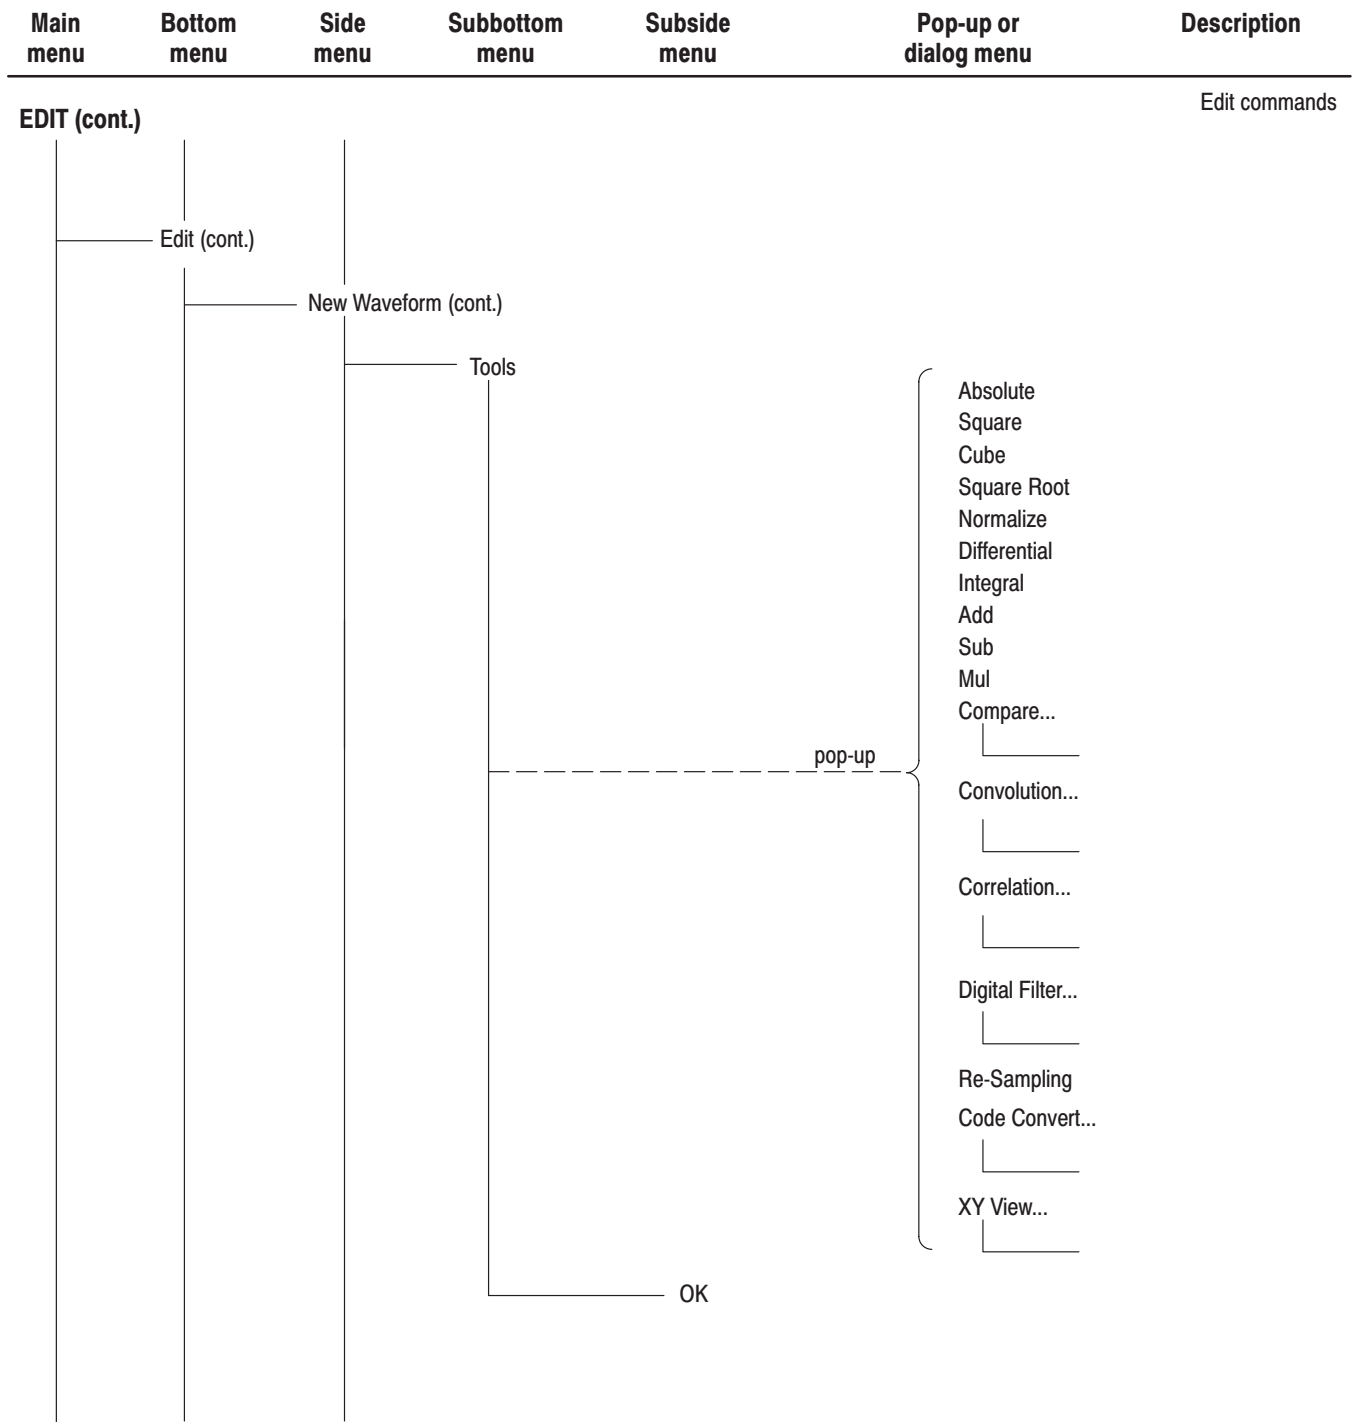 Main menu
Bottom menu
Side menu
Subbottom menu
Subside menu
Pop-up or dialog menu
Description
Edit commands
EDIT (cont.)
Edit (cont.)
New Waveform (cont.)
Tools
Absolute
Square
Cube
Square Root
Normalize
Differential
Integral
Add
Sub
Mul
Compare...
pop-up
Convolution...
Correlation...
Digital Filter...
Re-Sampling
Code Convert...
XY View...
OK